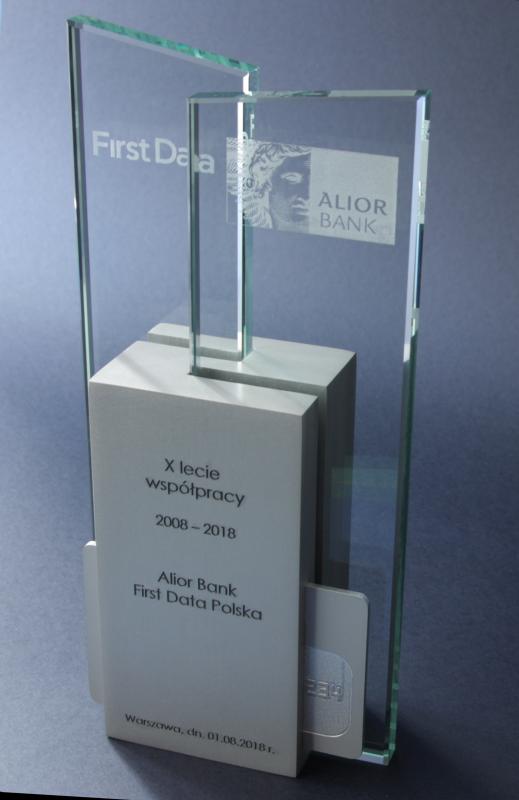 First Data
ALIOR
BANK
X lecie
współpracy
2008 – 2018
Alior Bank
First Data Polska
Warszawa, dn. 01.08.2018 r.